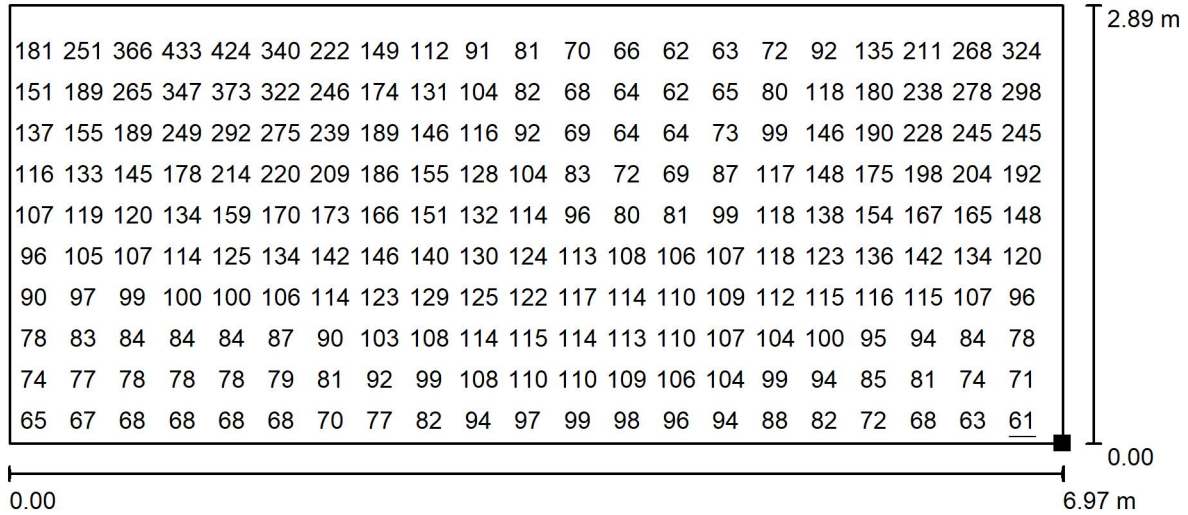 2.89 m
181 251 366 433 424 340 222 149 112 91 81 70 66 62 63 72 92 135 211 268 324
151 189 265 347 373 322 246 174 131 104 82 68 64 62 65 80 118 180 238 278 298
137 155 189 249 292 275 239 189 146 116 92 69 64 64 73 99 146 190 228 245 245
116 133 145 178 214 220 209 186 155 128 104 83 72 69 87 117 148 175 198 204 192
107 119 120 134 159 170 173 166 151 132 114 96 80 81 99 118 138 154 167 165 148
96 105 107 114 125 134 142 146 140 130 124 113 108 106 107 118 123 136 142 134 120
90 97 99 100 100 106 114 123 129 125 122 117 114 110 109 112 115 116 115 107 96
78 83 84 84 84 87 90 103 108 114 115 114 113 110 107 104 100 95 94 84 78
74 77 78 78 78 79 81 92 99 108 110 110 109 106 104 99 94 85 81 74 71
65 67 68 68 68 68 70 77 82 94 97 99 98 96 94 88 82 72 68 63 61
0.00
0.00 6.97 m